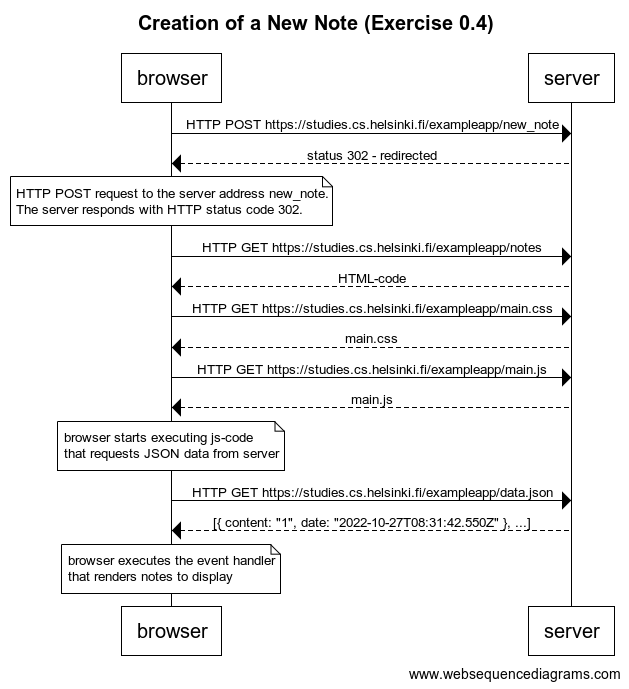 Creation of a New Note (Exercise 0.4)
browser
server
HTTP POST https://studies.cs.helsinki.fi/exampleapp/new_note
status 302 - redirected
HTTP POST request to the server address new_note.
The server responds with HTTP status code 302.
HTTP GET https://studies.cs.helsinki.fi/exampleapp/notes
HTML-code
HTTP GET https://studies.cs.helsinki.fi/exampleapp/main.css
main.css
HTTP GET https://studies.cs.helsinki.fi/exampleapp/main.js
main.js
browser starts executing js-code
that requests JSON data from server
HTTP GET https://studies.cs.helsinki.fi/exampleapp/data.json
[{ content: "1", date: "2022-10-27T08:31:42.550Z" }, ...]
browser executes the event handler
that renders notes to display
browser
server
www.websequencediagrams.com